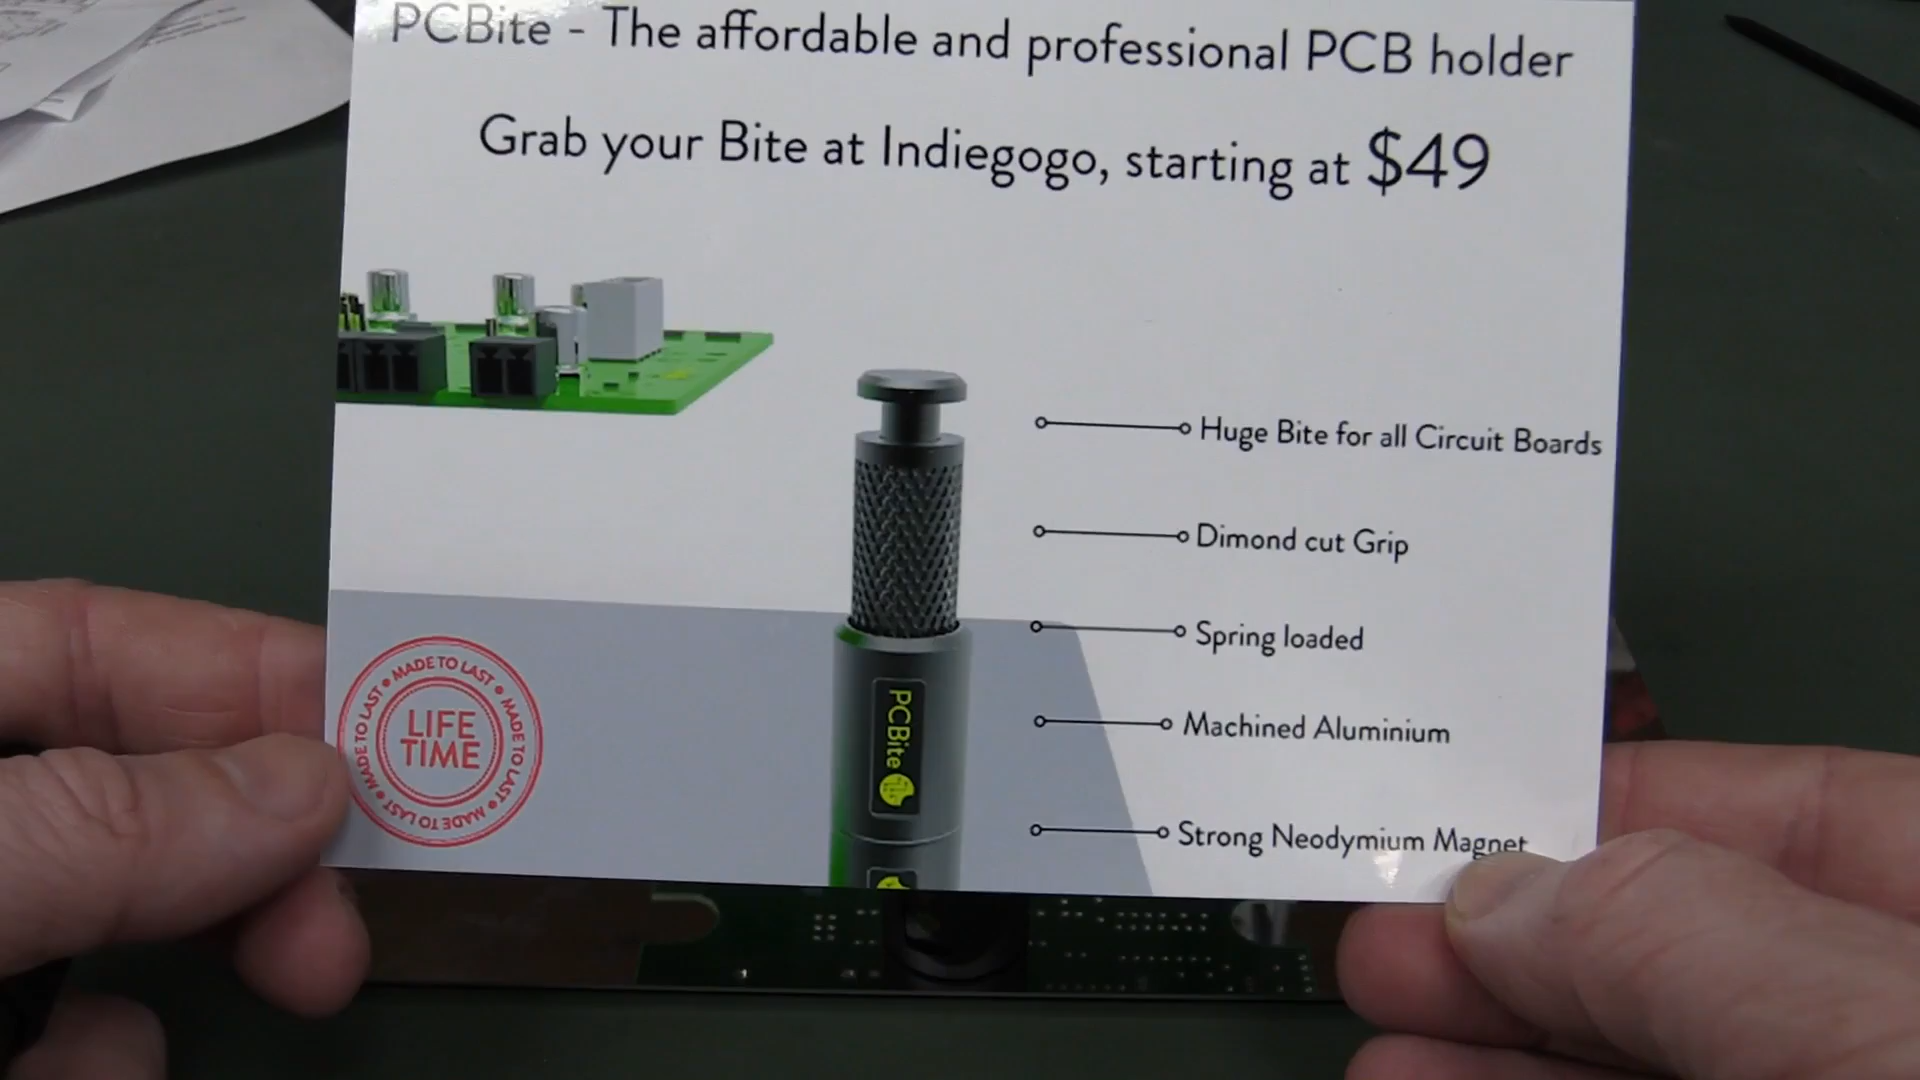 PCBite - The affordable and professional PCB holder
Grab your Bite at Indiegogo, starting at $49
Huge Bite for all Circuit Boards
Dimond cut Grip
Spring loaded
Machined Aluminium
Strong Neodymium Magnet
PCBite
MADE TO LAST • MADE TO LAST • MADE TO LAST • MADE TO LAST •
LIFE
TIME